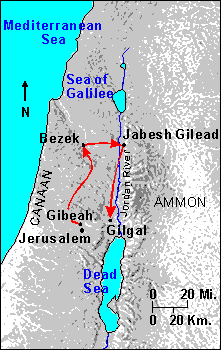 Mediterranean
Sea
Sea of
Galilee
N
Bezek
Jabesh Gilead
CANAAN
Jordan River
AMMON
Gibeah
Jerusalem
Gilgal
Dead
Sea
0 20 Mi.
0 20 Km.